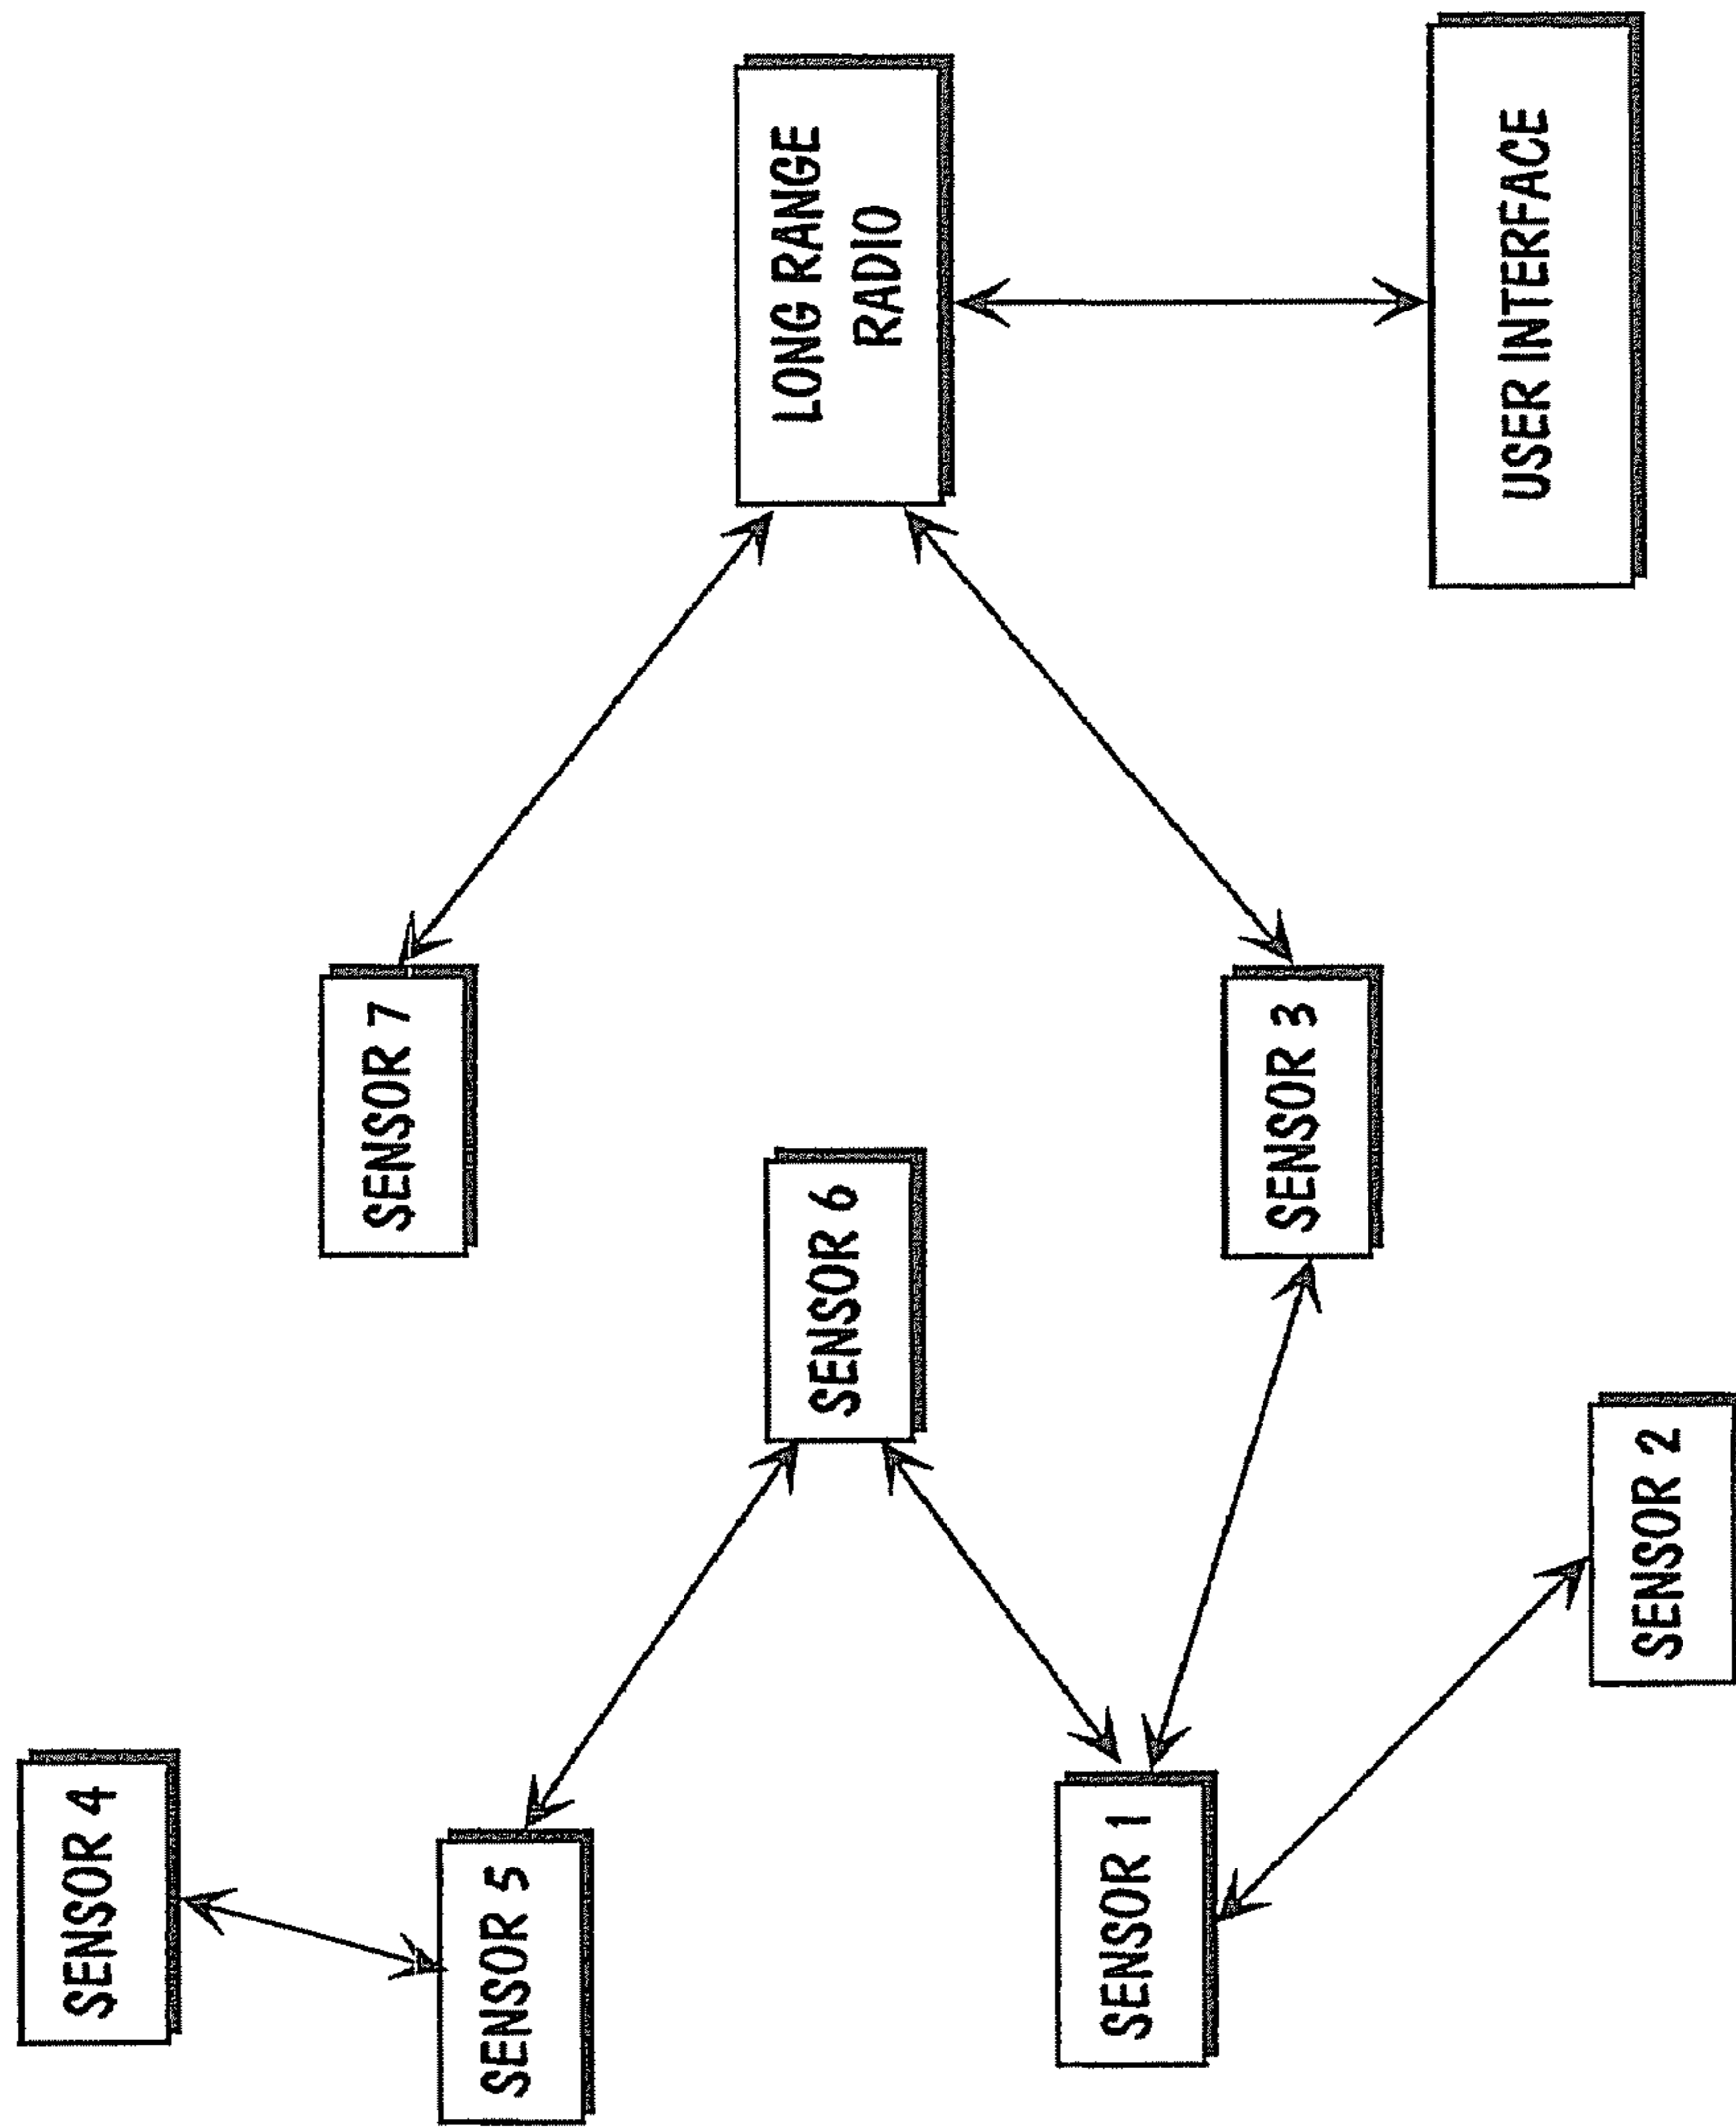 SENSOR 4
SENSOR 7
SENSOR 5
SENSOR 6
LONG RANGE
RADIO
SENSOR 1
SENSOR 3
USER INTERFACE
SENSOR 2